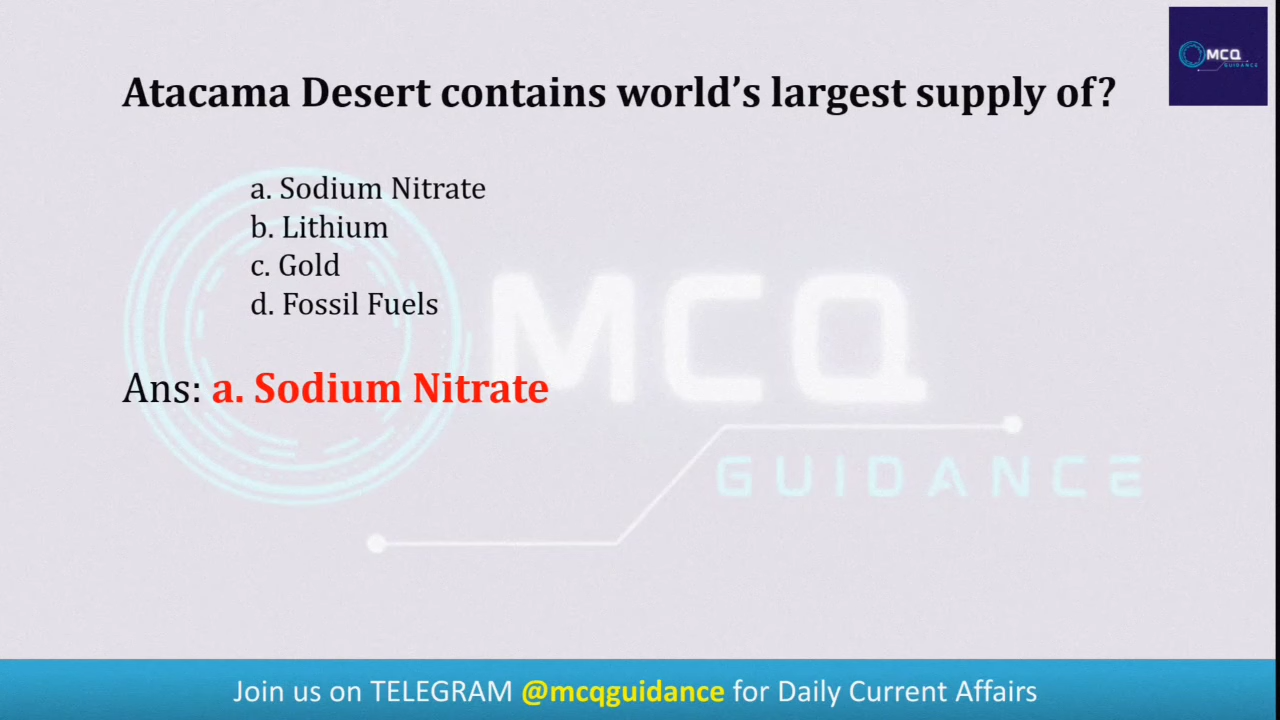 MCQ
GUIDANCE
Atacama Desert contains world’s largest supply of?
a. Sodium Nitrate
b. Lithium
c. Gold
d. Fossil Fuels
Ans: a. Sodium Nitrate
MCQ
GUIDANCE
Join us on TELEGRAM @mcqguidance for Daily Current Affairs